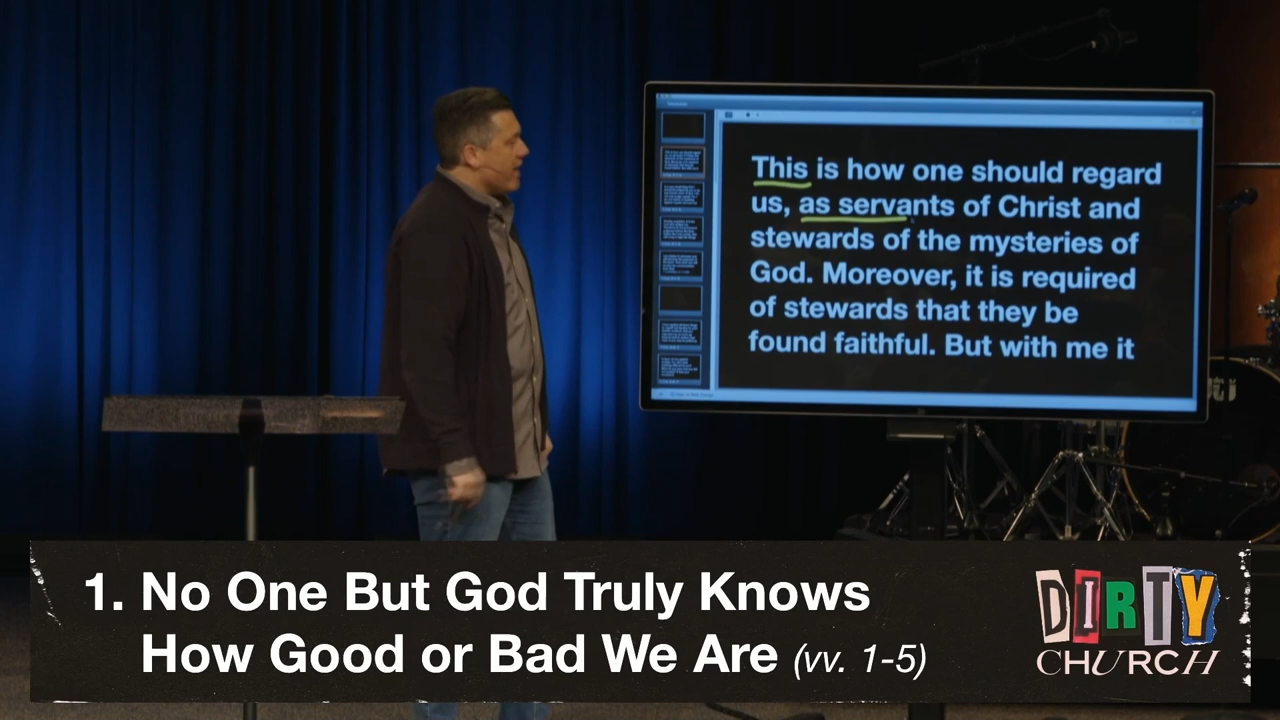 This is how one should regard
us, as servants of Christ and
stewards of the mysteries of
God. Moreover, it is required
of stewards that they be
found faithful. But with me it
1. No One But God Truly Knows
How Good or Bad We Are (vv. 1-5)
DIRTY
CHURCH